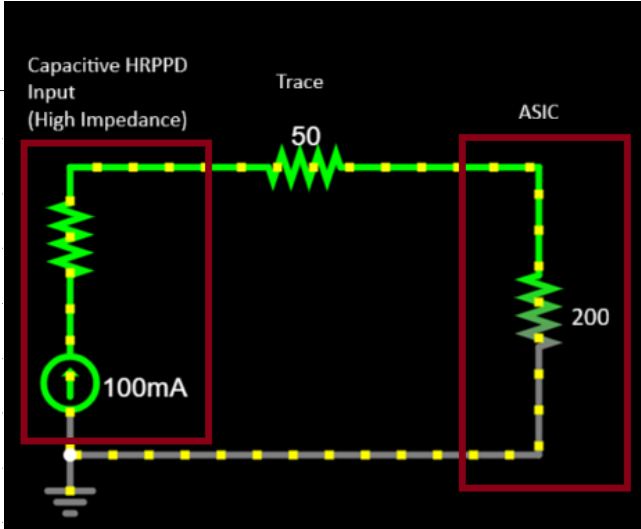 Capacitive HRPPD
Input
(High Impedance)
Trace
ASIC
50
200
100mA